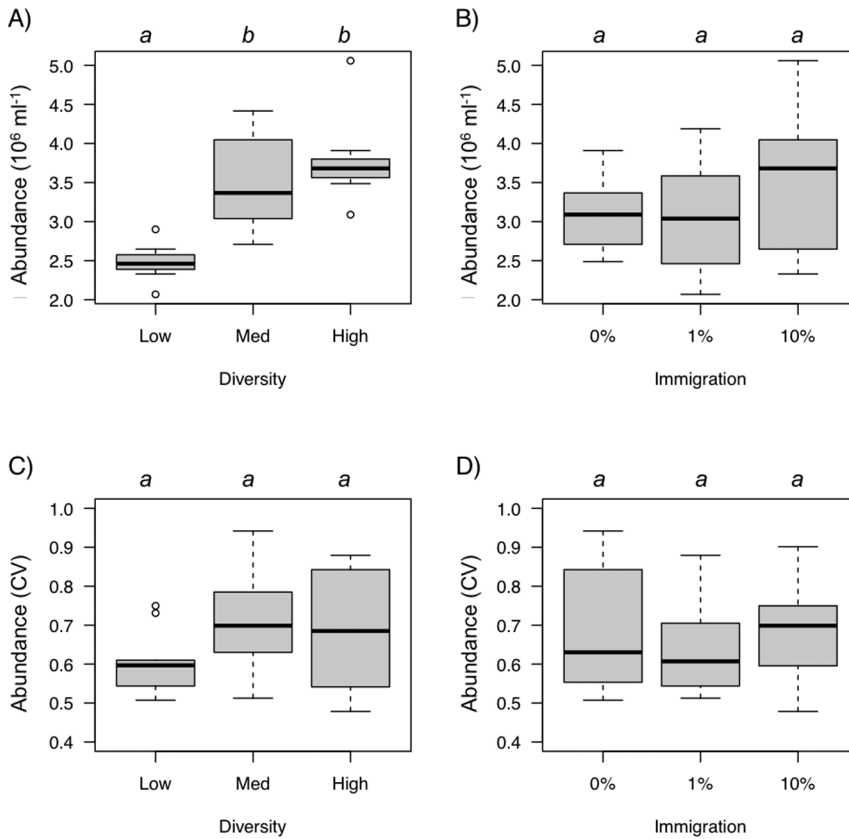 A)
a b b
5.0
4.5
4.0
3.5
3.0
2.5
2.0
Abundance (10⁶ ml⁻¹)
Low Med High
Diversity
B)
a a a
5.0
4.5
4.0
3.5
3.0
2.5
2.0
Abundance (10⁶ ml⁻¹)
0% 1% 10%
Immigration
C)
a a a
1.0
0.9
0.8
0.7
0.6
0.5
0.4
Abundance (CV)
Low Med High
Diversity
D)
a a a
1.0
0.9
0.8
0.7
0.6
0.5
0.4
Abundance (CV)
0% 1% 10%
Immigration